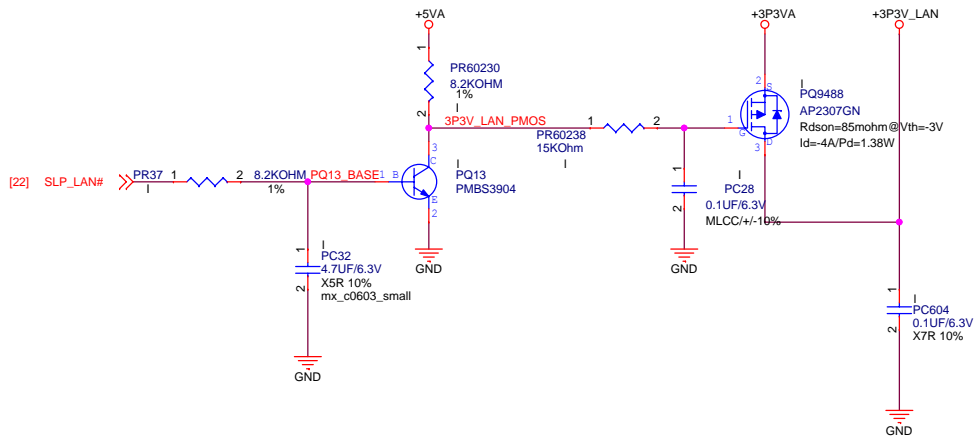 +5VA
+3P3VA
+3P3V_LAN
1
PR60230
8.2KOHM
1%
I
2
3P3V_LAN_PMOS
PR60238
15KOhm
I
1
2
2
S
I
PQ9488
AP2307GN
Rdson=85mohm@Vth=-3V
Id=-4A/Pd=1.38W
1
G
D
3
[22] SLP_LAN#
PR37
I
1
2
8.2KOHM
1%
PQ13_BASE
1
B
3
C
E
2
I
PQ13
PMBS3904
GND
1
2
I
PC28
0.1UF/6.3V
MLCC/+/-10%
GND
1
2
I
PC32
4.7UF/6.3V
X5R 10%
mx_c0603_small
GND
1
2
I
PC604
0.1UF/6.3V
X7R 10%
GND